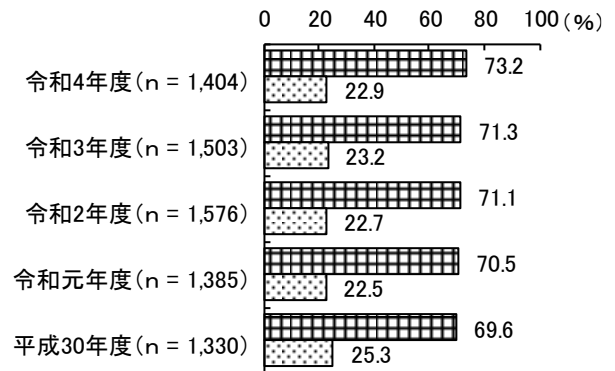 0 20 40 60 80 100(%)
令和4年度(n = 1,404) 73.2
22.9
令和3年度(n = 1,503) 71.3
23.2
令和2年度(n = 1,576) 71.1
22.7
令和元年度(n = 1,385) 70.5
22.5
平成30年度(n = 1,330) 69.6
25.3